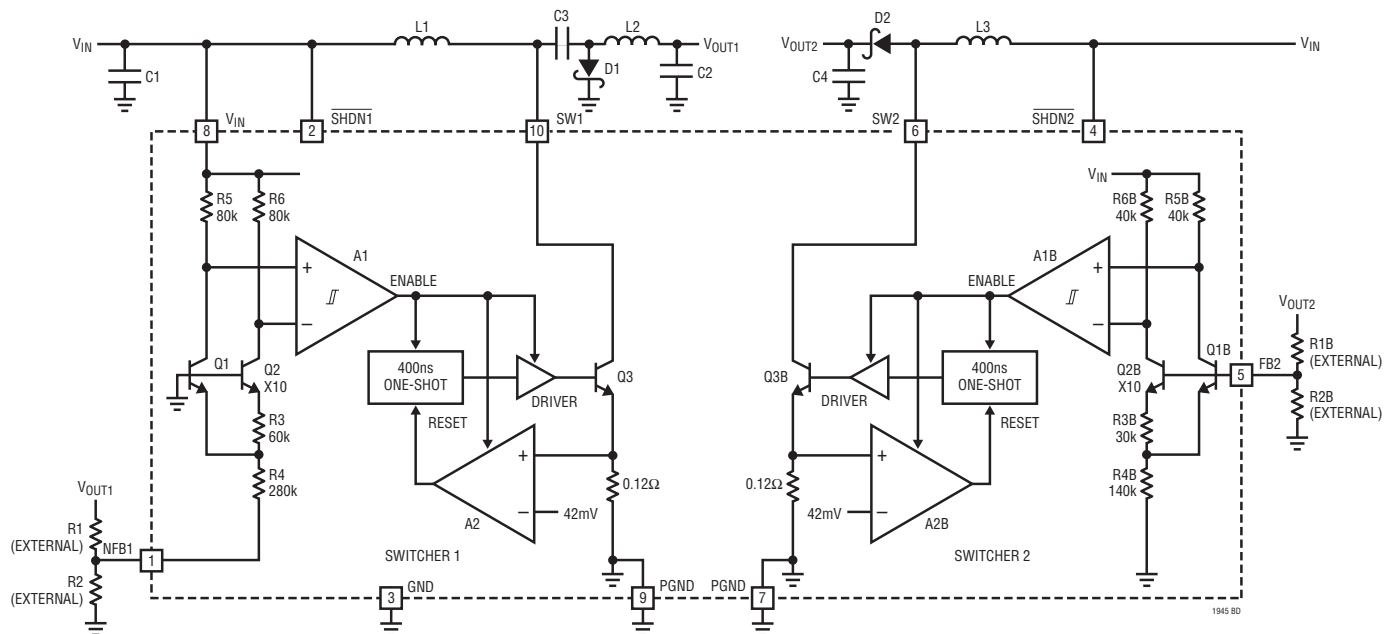 L1
C3
L2
D2
L3
VIN
VOUT1
VOUT2
VIN
C1
D1
C2
C4
8
VIN
2
SHDN1
10
SW1
SW2
6
SHDN2
4
R5
80k
R6
80k
VIN
R6B
40k
R5B
40k
A1
A1B
+
–
ENABLE
ENABLE
+
–
VOUT2
R1B
(EXTERNAL)
R2B
(EXTERNAL)
Q1
Q2
X10
400ns
ONE-SHOT
DRIVER
Q3
Q3B
DRIVER
400ns
ONE-SHOT
Q2B
X10
Q1B
5
FB2
R3
60k
RESET
RESET
R3B
30k
R4
280k
+
–
A2
42mV
0.12Ω
0.12Ω
42mV
+
–
A2B
R4B
140k
VOUT1
R1
(EXTERNAL)
NFB1
1
R2
(EXTERNAL)
SWITCHER 1
SWITCHER 2
3
GND
9
PGND
PGND
7
1945 BD